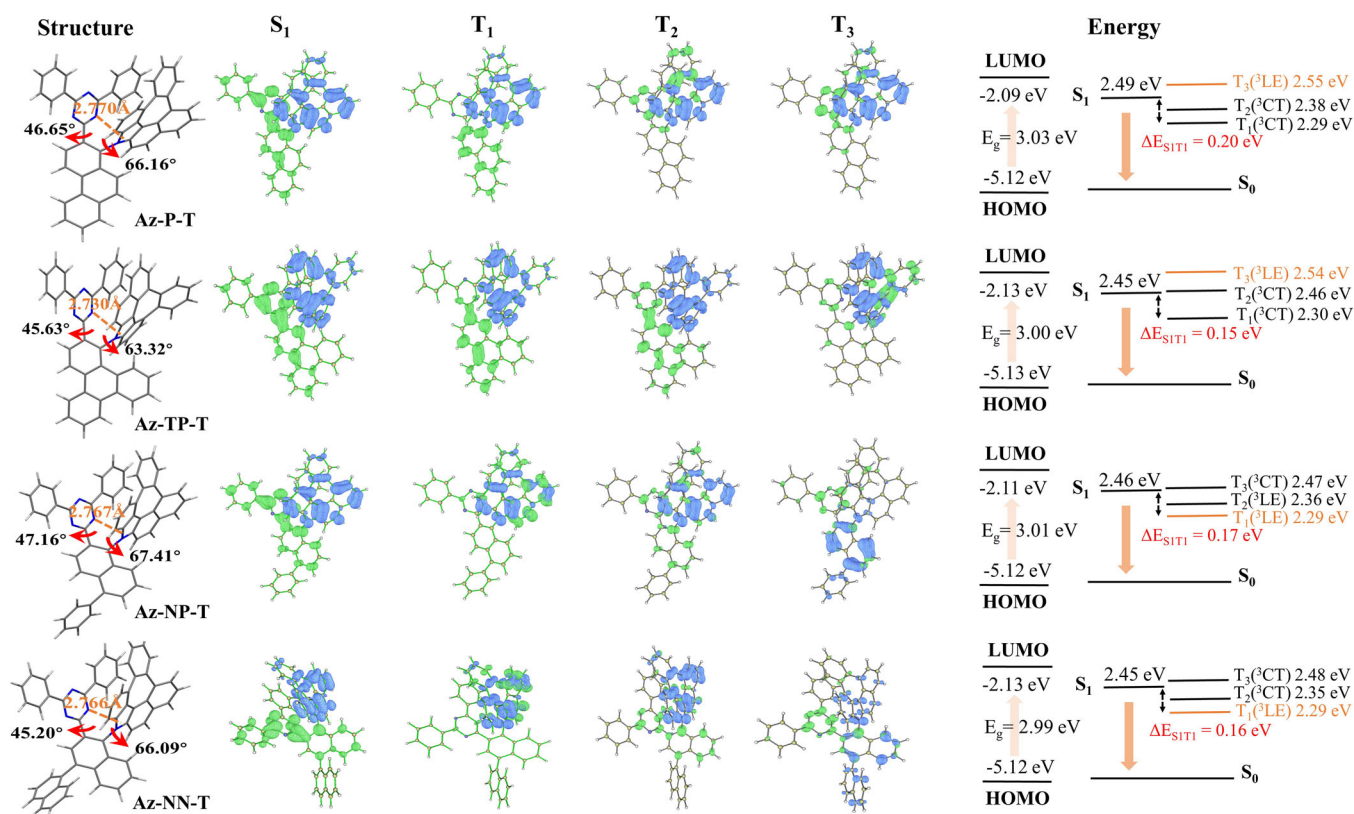 Structure
S₁
T₁
T₂
T₃
Energy
2.770Å
46.65°
66.16°
Az-P-T
LUMO
-2.09 eV
E_g= 3.03 eV
-5.12 eV
HOMO
S₁
2.49 eV
T₃(³LE) 2.55 eV
T₂(³CT) 2.38 eV
T₁(³CT) 2.29 eV
ΔE_S1T1 = 0.20 eV
S₀
2.730Å
45.63°
63.32°
Az-TP-T
LUMO
-2.13 eV
E_g= 3.00 eV
-5.13 eV
HOMO
S₁
2.45 eV
T₃(³LE) 2.54 eV
T₂(³CT) 2.46 eV
T₁(³CT) 2.30 eV
ΔE_S1T1 = 0.15 eV
S₀
2.767Å
47.16°
67.41°
Az-NP-T
LUMO
-2.11 eV
E_g= 3.01 eV
-5.12 eV
HOMO
S₁
2.46 eV
T₃(³CT) 2.47 eV
T₂(³LE) 2.36 eV
T₁(³LE) 2.29 eV
ΔE_S1T1 = 0.17 eV
S₀
2.766Å
45.20°
66.09°
Az-NN-T
LUMO
-2.13 eV
E_g= 2.99 eV
-5.12 eV
HOMO
S₁
2.45 eV
T₃(³CT) 2.48 eV
T₂(³CT) 2.35 eV
T₁(³LE) 2.29 eV
ΔE_S1T1 = 0.16 eV
S₀